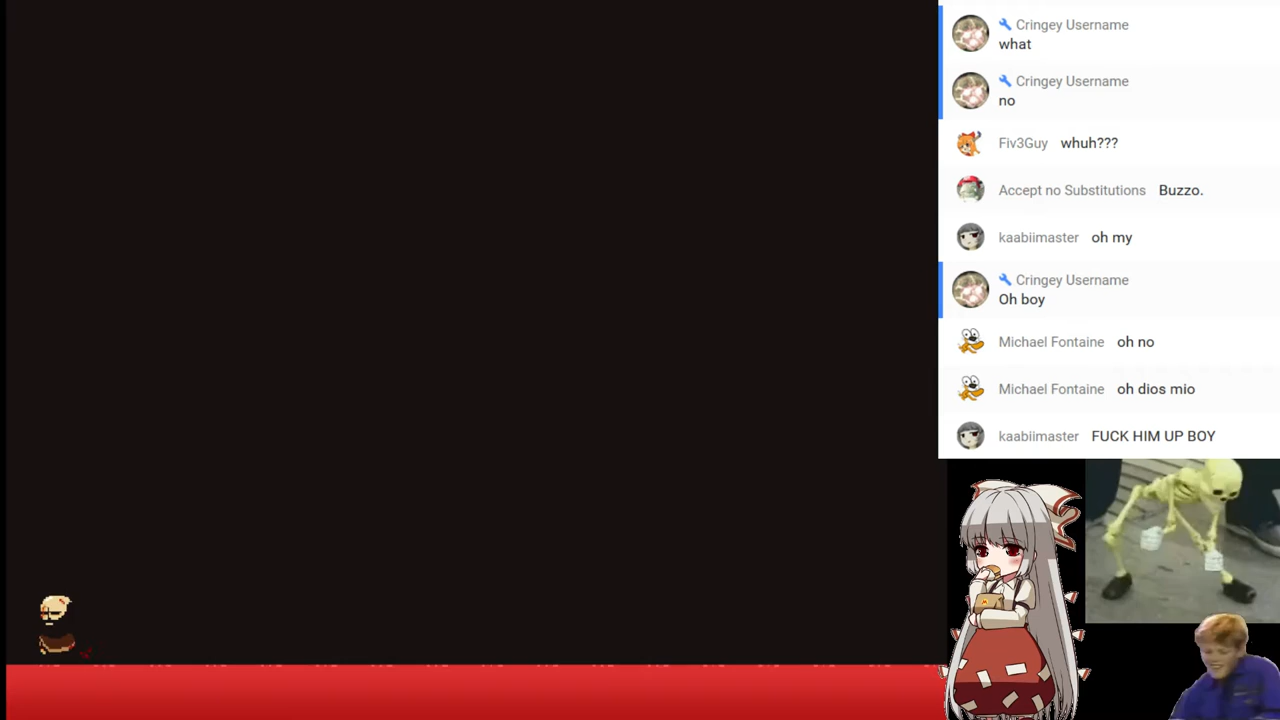 Cringey Username
what
Cringey Username
no
Fiv3Guy whuh???
Accept no Substitutions Buzzo.
kaabiimaster oh my
Cringey Username
Oh boy
Michael Fontaine oh no
Michael Fontaine oh dios mio
kaabiimaster FUCK HIM UP BOY